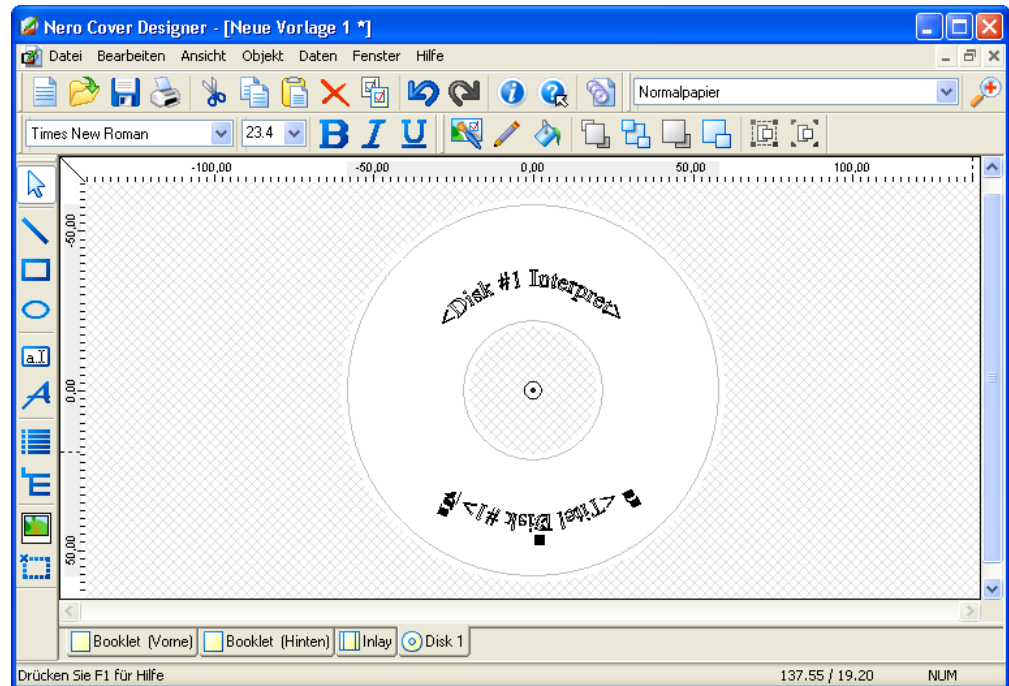 Nero Cover Designer - [Neue Vorlage 1 *]
Datei Bearbeiten Ansicht Objekt Daten Fenster Hilfe
Normalpapier
Times New Roman 23.4 B I U
-100,00 -50,00 0,00 50,00 100,00
-50,00
<Disk #1 Interpret>
0,00
a.I
A
E
<Titel Disk #1>
50,00
Booklet (Vorne) Booklet (Hinten) Inlay Disk 1
Drücken Sie F1 für Hilfe 137.55 / 19.20 NUM